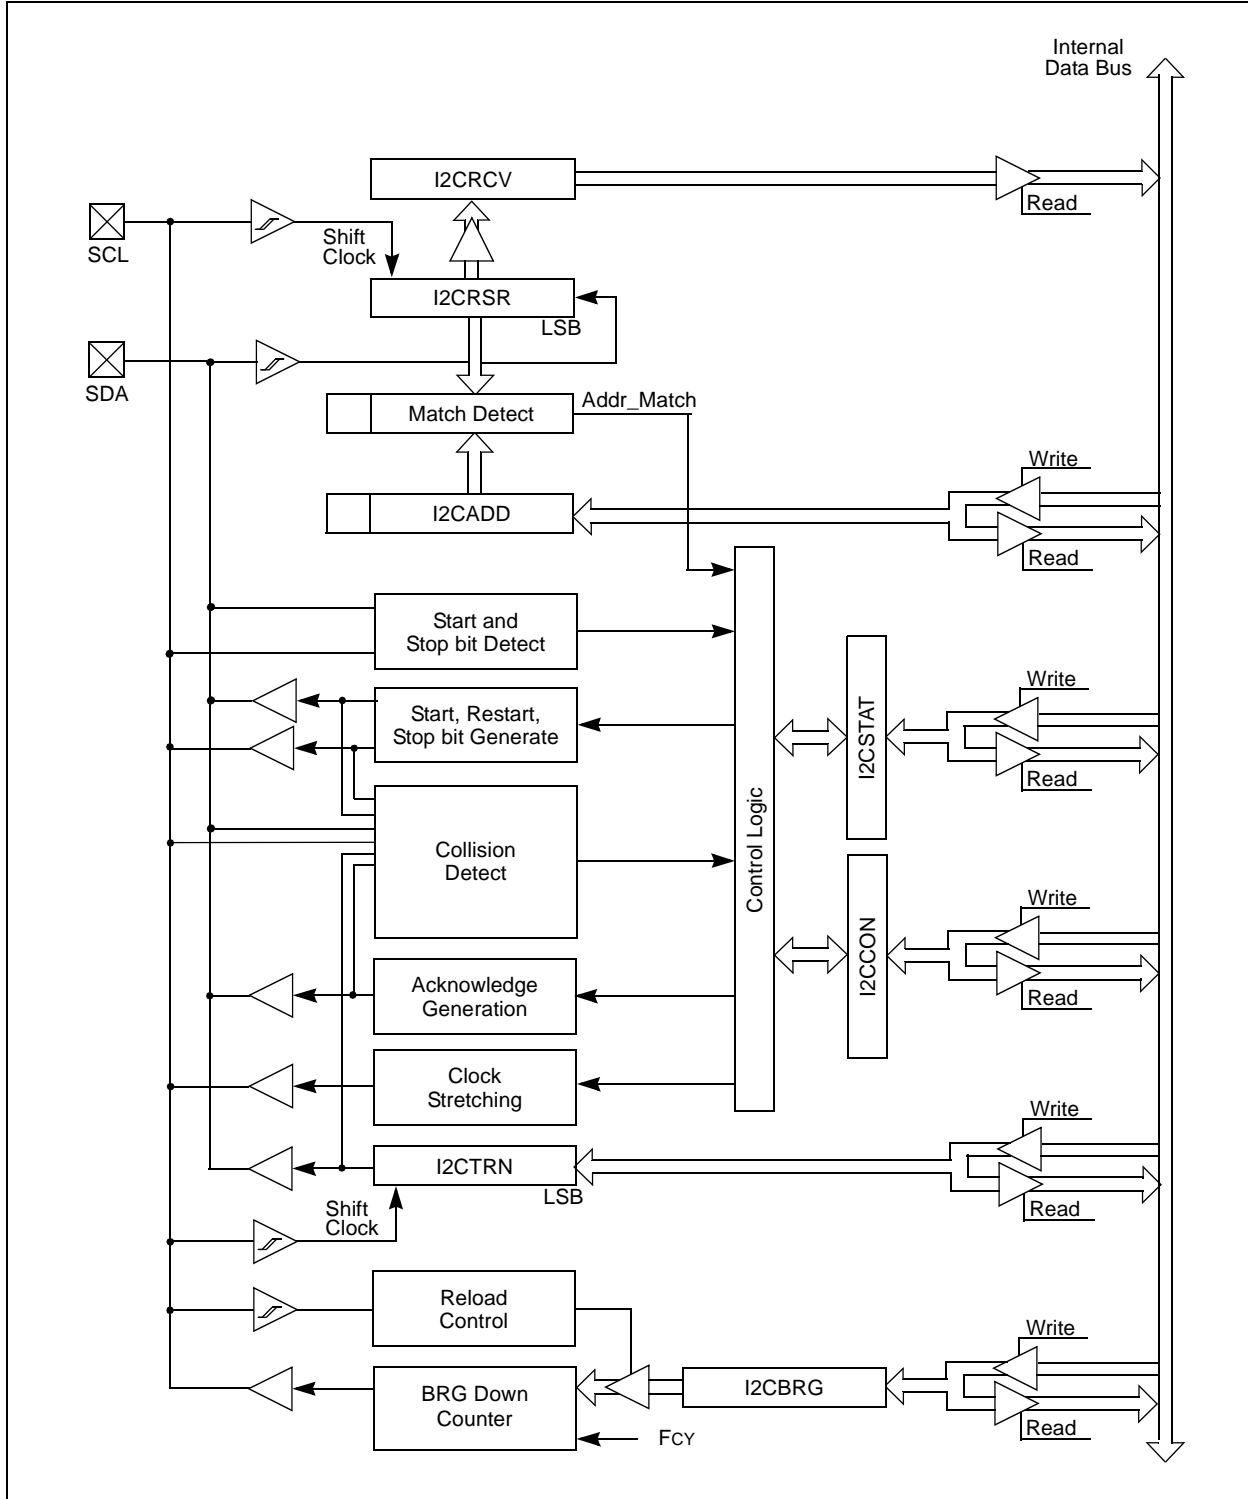 Internal
Data Bus
I2CRCV
Read
SCL
Shift
Clock
I2CRSR
LSB
SDA
Addr_Match
Match Detect
Write
I2CADD
Read
Start and
Stop bit Detect
Write
Start, Restart,
Stop bit Generate
I2CSTAT
Read
Control Logic
Collision
Detect
Write
I2CCON
Acknowledge
Generation
Read
Clock
Stretching
Write
I2CTRN
LSB
Shift
Clock
Read
Reload
Control
Write
BRG Down
Counter
I2CBRG
Read
FCY